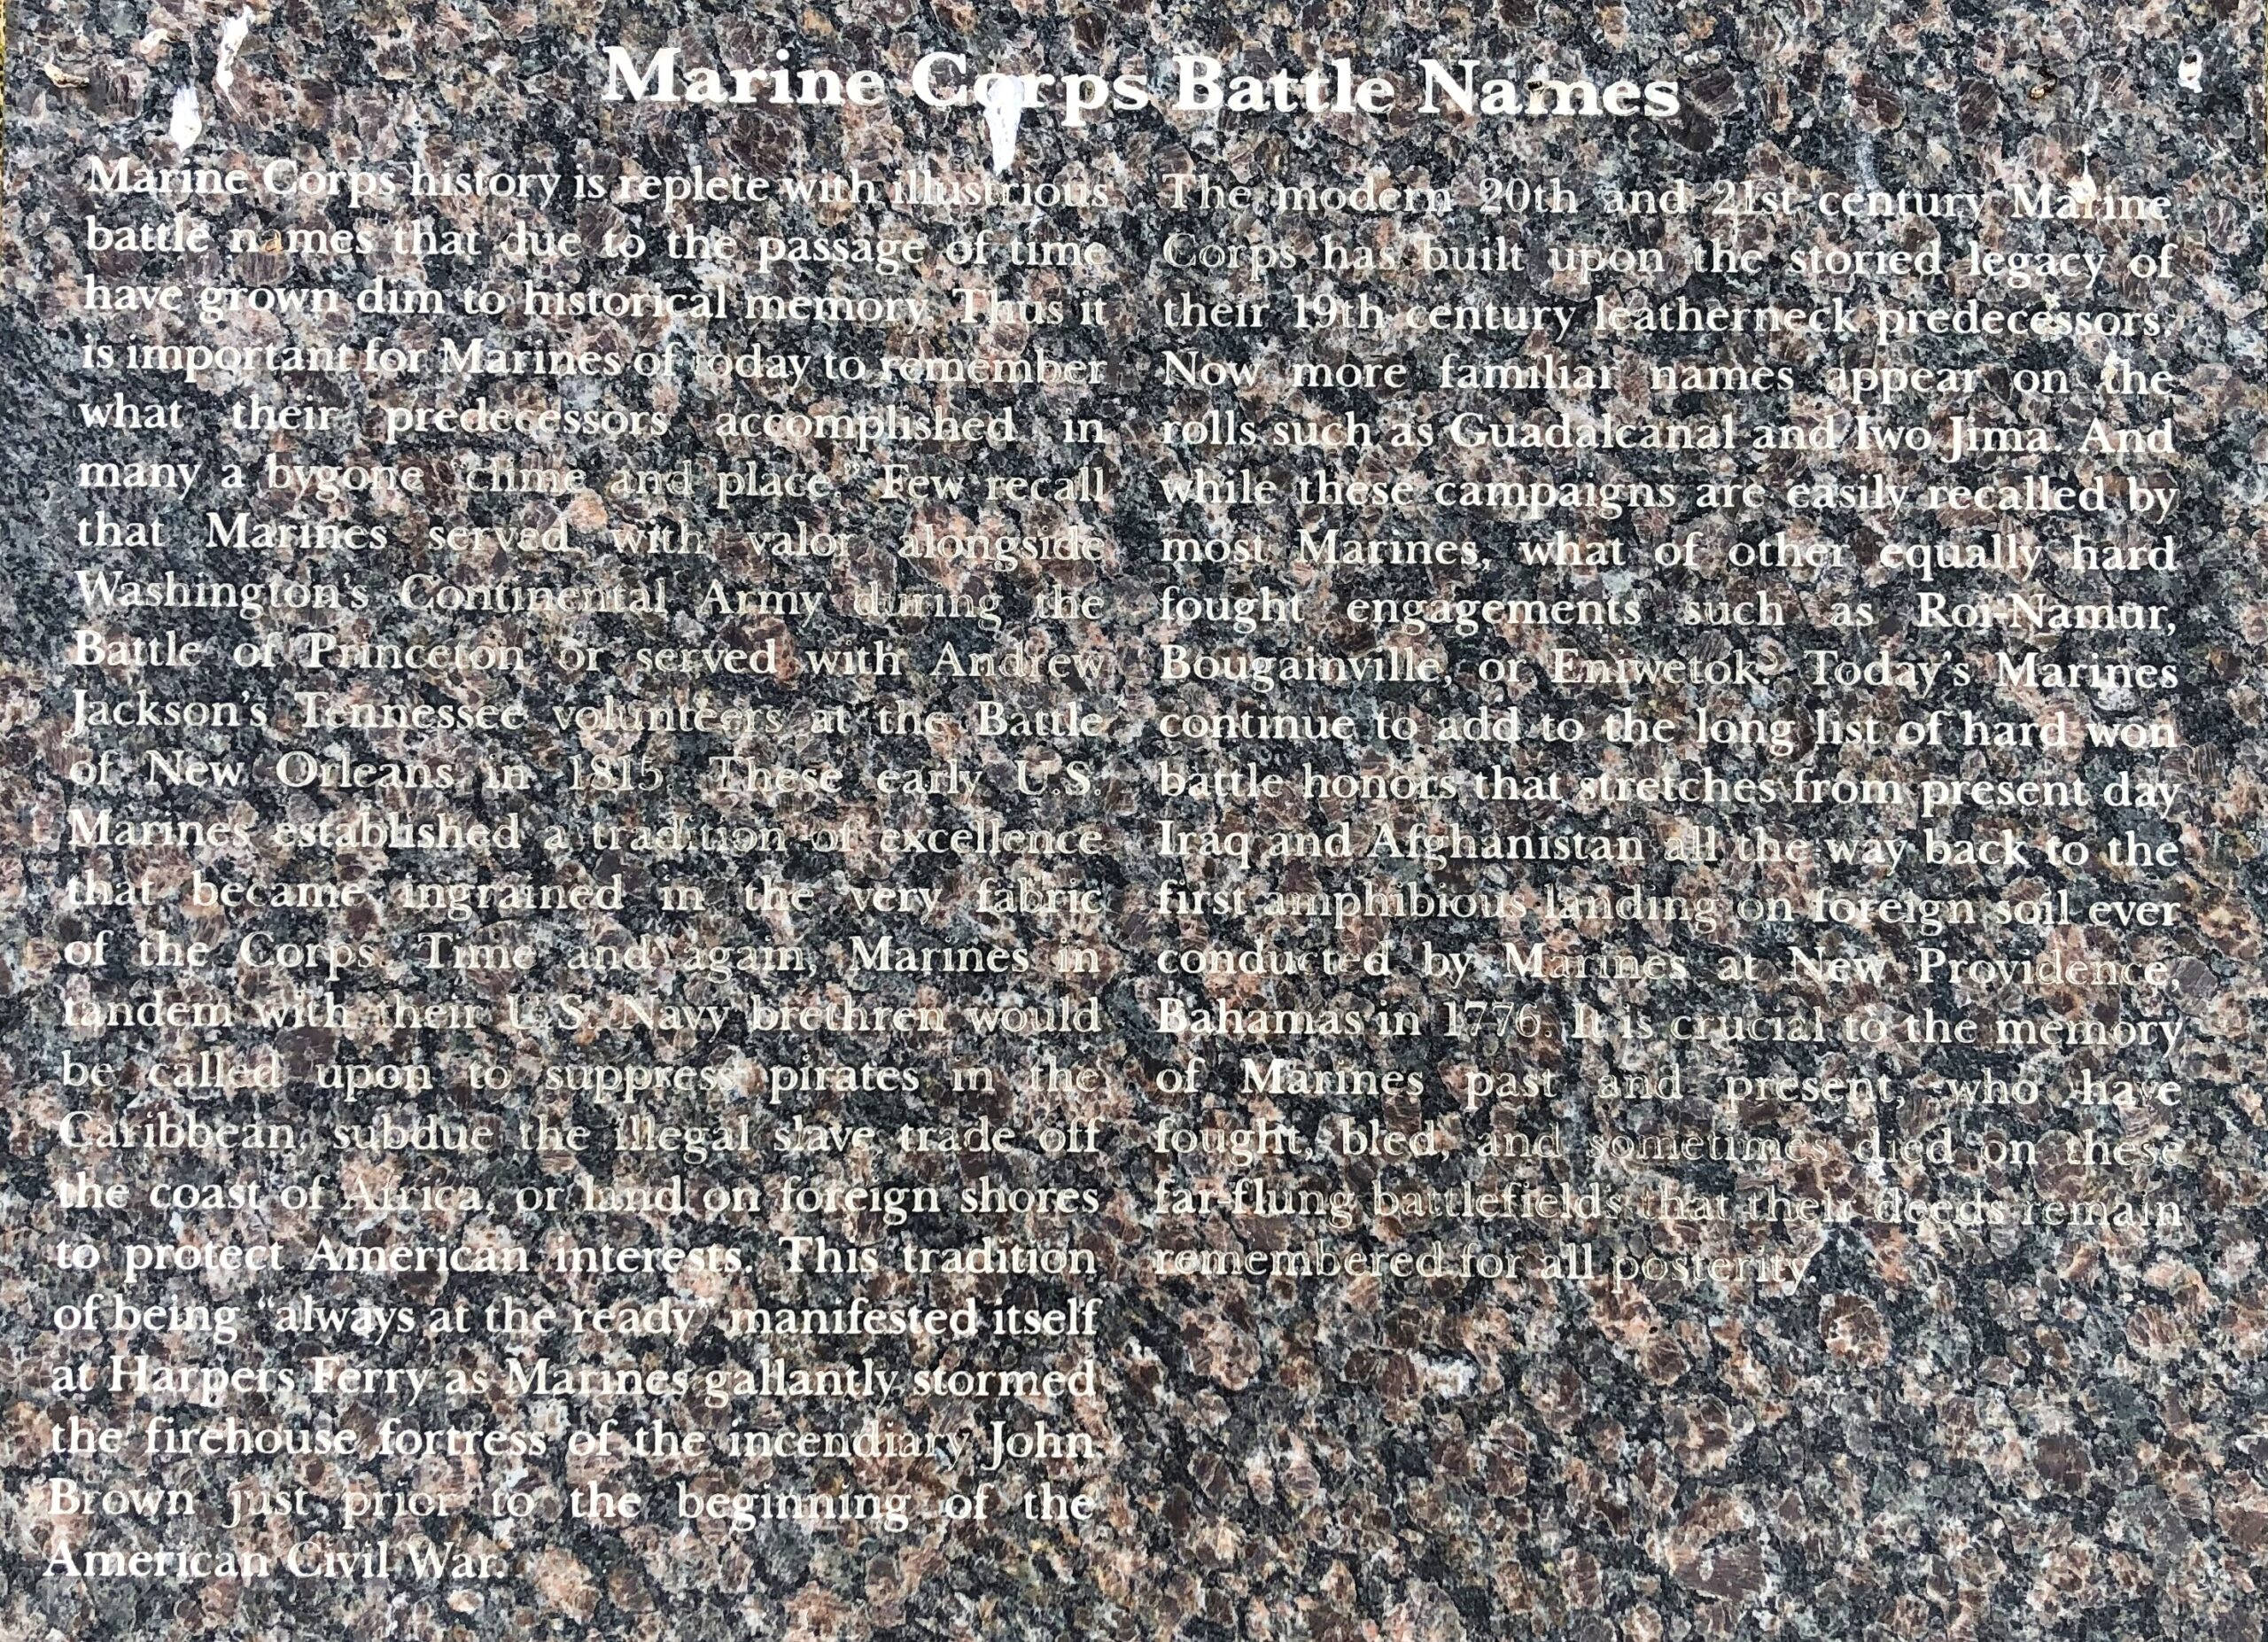 Marine Corps Battle Names
Marine Corps history is replete with illustrious
battle names that due to the passage of time
have grown dim to historical memory. Thus it
is important for Marines of today to remember
what their predecessors accomplished in
many a bygone "clime and place." Few recall
that Marines served with valor alongside
Washington's Continental Army during the
Battle of Princeton or served with Andrew
Jackson's Tennessee volunteers at the Battle
of New Orleans in 1815. These early U.S.
Marines established a tradition of excellence
that became ingrained in the very fabric
of the Corps. Time and again, Marines in
tandem with their U.S. Navy brethren would
be called upon to suppress pirates in the
Caribbean, subdue the illegal slave trade off
the coast of Africa, or land on foreign shores
to protect American interests. This tradition
of being "always at the ready" manifested itself
at Harpers Ferry as Marines gallantly stormed
the firehouse fortress of the incendiary John
Brown just prior to the beginning of the
American Civil War.
The modern 20th and 21st century Marine
Corps has built upon the storied legacy of
their 19th century leatherneck predecessors.
Now more familiar names appear on the
rolls such as Guadalcanal and Iwo Jima. And
while these campaigns are easily recalled by
most Marines, what of other equally hard
fought engagements such as Roi-Namur,
Bougainville, or Eniwetok? Today's Marines
continue to add to the long list of hard won
battle honors that stretches from present day
Iraq and Afghanistan all the way back to the
first amphibious landing on foreign soil ever
conducted by Marines at New Providence,
Bahamas in 1776. It is crucial to the memory
of Marines past and present, who have
fought, bled, and sometimes died on these
far-flung battlefields that their deeds remain
remembered for all posterity.